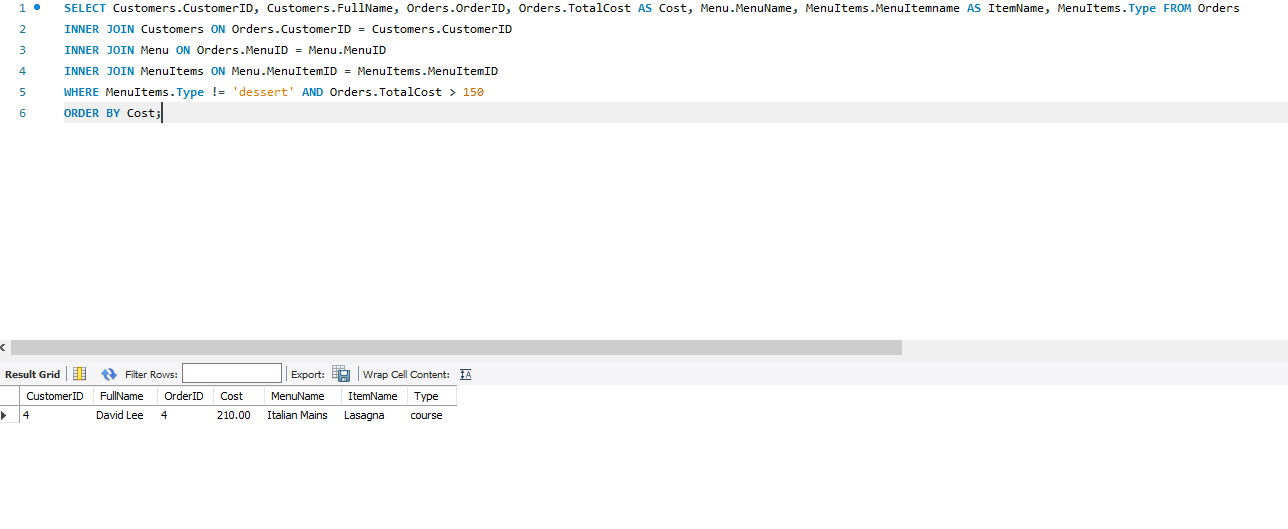 1 SELECT Customers.CustomerID, Customers.FullName, Orders.OrderID, Orders.TotalCost AS Cost, Menu.MenuName, MenuItems.MenuItemname AS ItemName, MenuItems.Type FROM Orders
2 INNER JOIN Customers ON Orders.CustomerID = Customers.CustomerID
3 INNER JOIN Menu ON Orders.MenuID = Menu.MenuID
4 INNER JOIN MenuItems ON Menu.MenuItemID = MenuItems.MenuItemID
5 WHERE MenuItems.Type != 'dessert' AND Orders.TotalCost > 150
6 ORDER BY Cost;
Result Grid Filter Rows: Export: Wrap Cell Content:
CustomerID FullName OrderID Cost MenuName ItemName Type
4 David Lee 4 210.00 Italian Mains Lasagna course